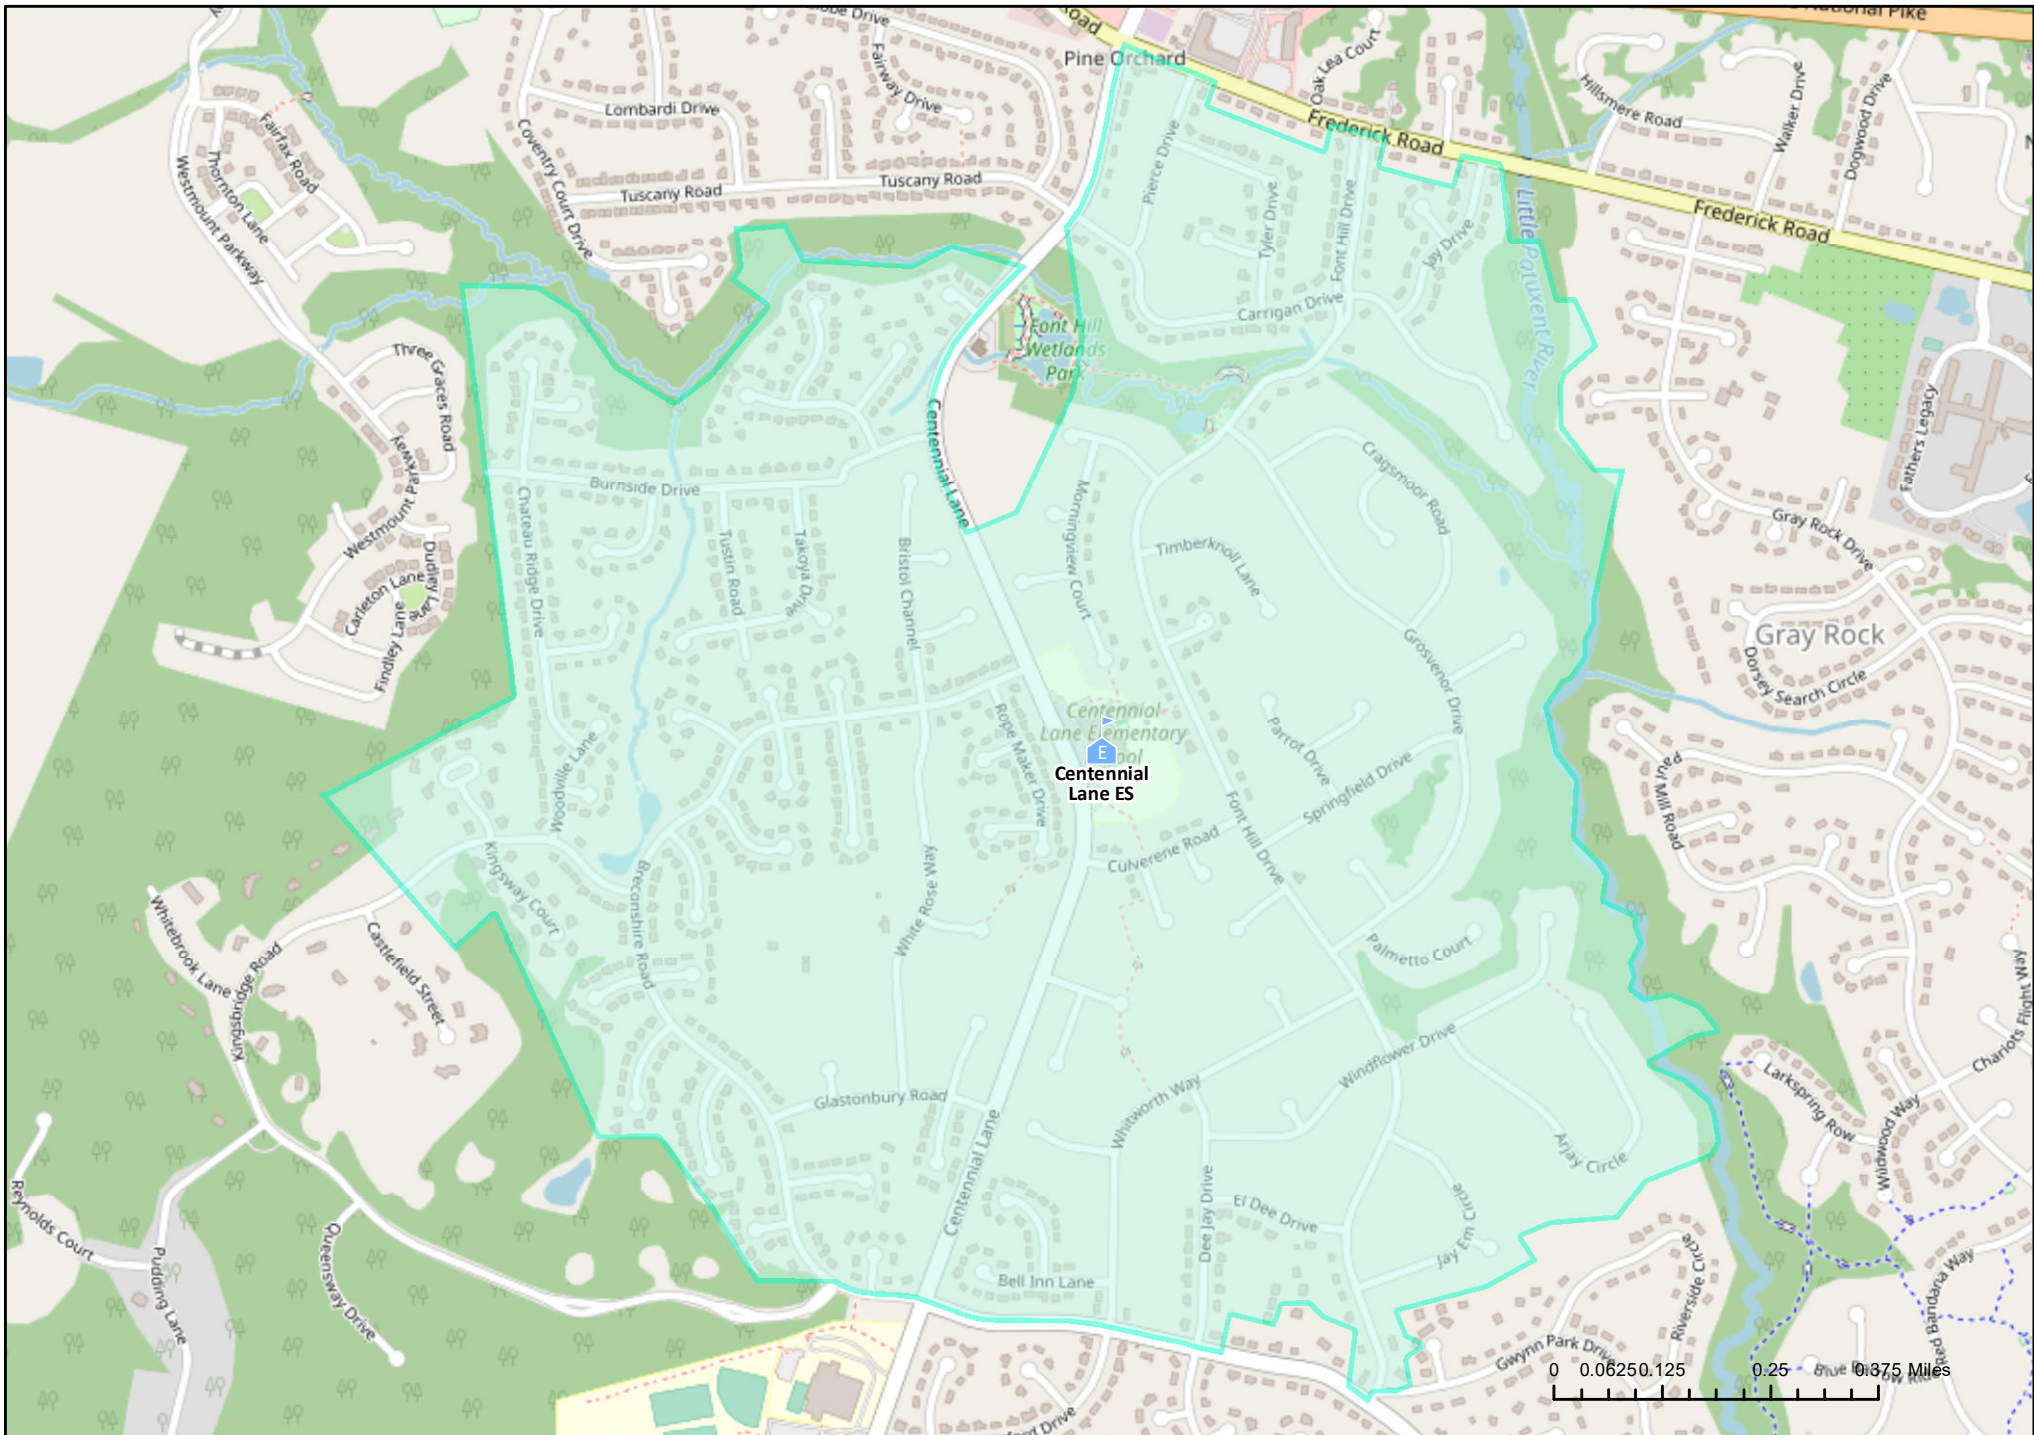 National Pike
Road
Pine Orchard
Fairway Drive
Oak Lea Court
Hillsmere Road
Walker Drive
Dogwood Drive
Lombardi Drive
Coventry Court Drive
Tuscany Road
Tuscany Road
Fairfax Road
Thornton Lane
Westmount Parkway
Frederick Road
Frederick Road
Pierce Drive
Tyler Drive
Font Hill Drive
Jay Drive
Little Patuxent River
Carrigan Drive
Font Hill
Wetlands
Park
Three Graces Road
Westmount Parkway
Centennial Lane
Fathers Legacy
Cragsmoor Road
Burnside Drive
Chateau Ridge Drive
Tustin Road
Takoya Drive
Bristol Channel
Morningview Court
Timberknoll Lane
Gray Rock Drive
Dudley Lane
Carleton Lane
Findley Lane
Gray Rock
Dorsey Search Circle
Grosvenor Drive
Centennial
Lane Elementary
E
Centennial
Lane ES
Rope Maker Drive
Parrot Drive
Springfield Drive
Woodville Lane
Paul Mill Road
Culverene Road
Font Hill Drive
Kingsway Court
Breconshire Road
White Rose Way
Whitebrook Lane
Kingsbridge Road
Castlefield Street
Palmetto Court
Chariots Flight Way
Windflower Drive
Larkspring Row
Windwood Way
Glastonbury Road
Whitworth Way
Centennial Lane
Arjay Circle
Reynolds Court
Pudding Lane
Queensway Drive
Dee Jay Drive
El Dee Drive
Jay Em Circle
Bell Inn Lane
Riverside Circle
Red Bandana Way
Gwynn Park Drive
0 0.0625 0.125 0.25 0.375 Miles